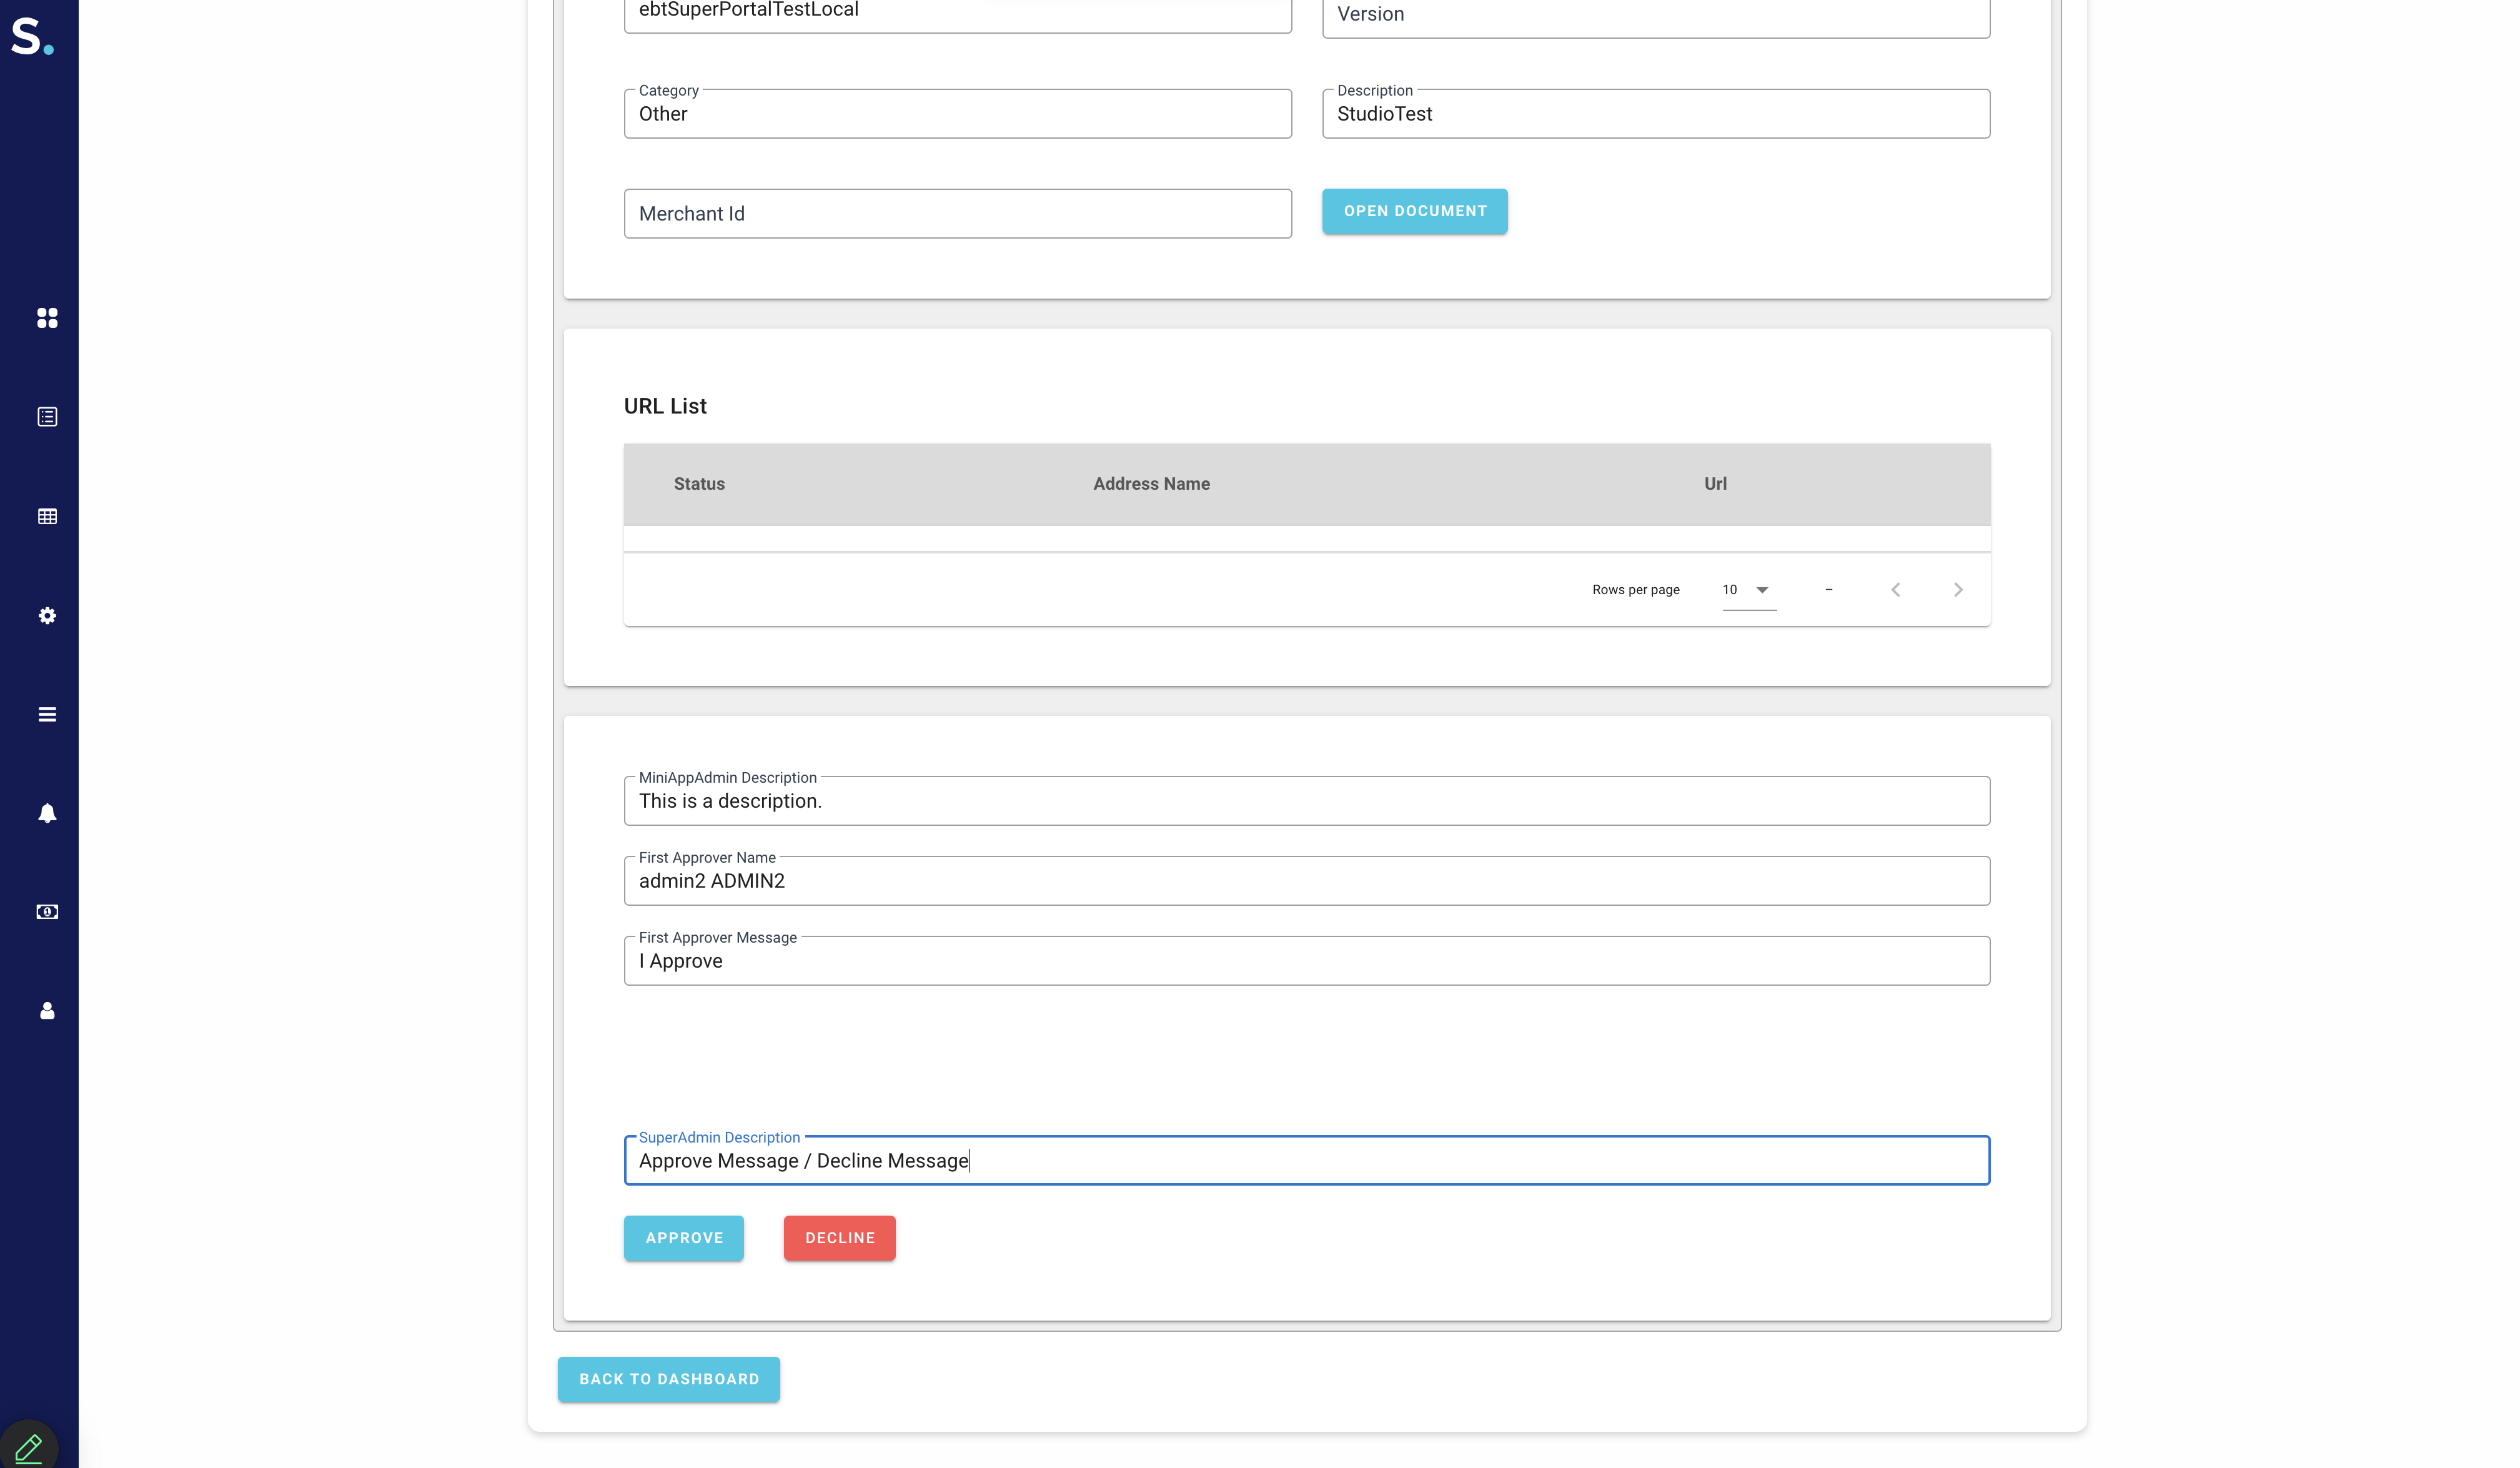 S.
ebtSuperPortalTestLocal
Version
Category
Other
Description
StudioTest
Merchant Id
OPEN DOCUMENT
URL List
Status Address Name Url
Rows per page 10 –
MiniAppAdmin Description
This is a description.
First Approver Name
admin2 ADMIN2
First Approver Message
I Approve
SuperAdmin Description
Approve Message / Decline Message
APPROVE DECLINE
BACK TO DASHBOARD